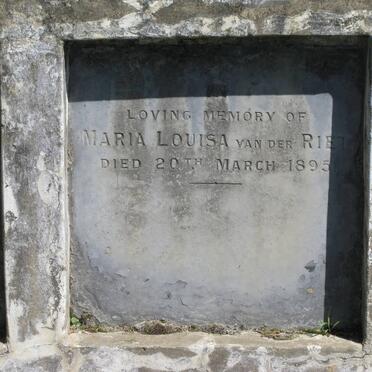 LOVING MEMORY OF
MARIA LOUISA VAN DER RIET
DIED 20TH MARCH 1895